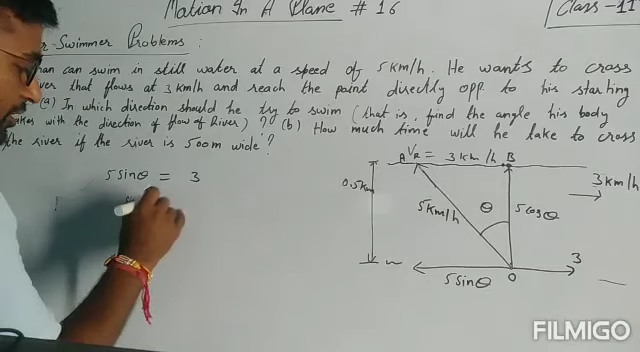 Motion In A Plane # 16
Class-11
r-Swimmer Problems :
man can swim in still water at a speed of 5 km/h. He wants to cross
ver that flows at 3 km/h and reach the point directly opp to his starting
(a) In which direction should he try to swim (that is, find the angle his body
akes with the direction of flow of River) ? (b) How much time will he take to cross
the river if the river is 500m wide?
5 sinθ = 3
A VR = 3 km/h B
0.5km
3 km/h
5 km/h
θ
5 cosθ
3
5 sinθ
O
FILMIGO